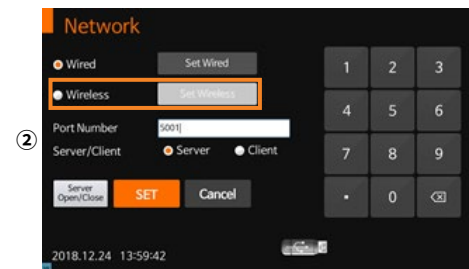 Network
Wired Set Wired
Wireless Set Wireless
②
Port Number 5001
Server/Client Server Client
Server Open/Close SET Cancel
1 2 3
4 5 6
7 8 9
. 0
2018.12.24 13:59:42